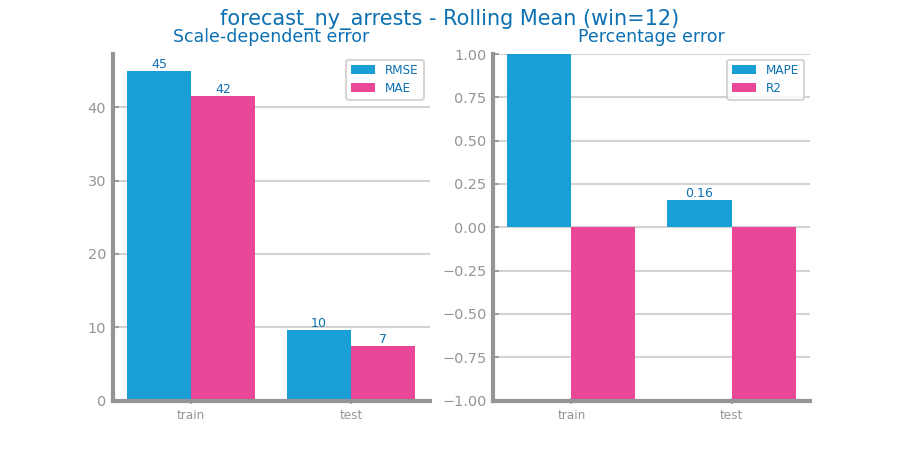 forecast_ny_arrests - Rolling Mean (win=12)
Scale-dependent error
45
42
10
7
RMSE
MAE
40
30
20
10
0
train
test
Percentage error
0.16
MAPE
R2
1.00
0.75
0.50
0.25
0.00
−0.25
−0.50
−0.75
−1.00
train
test